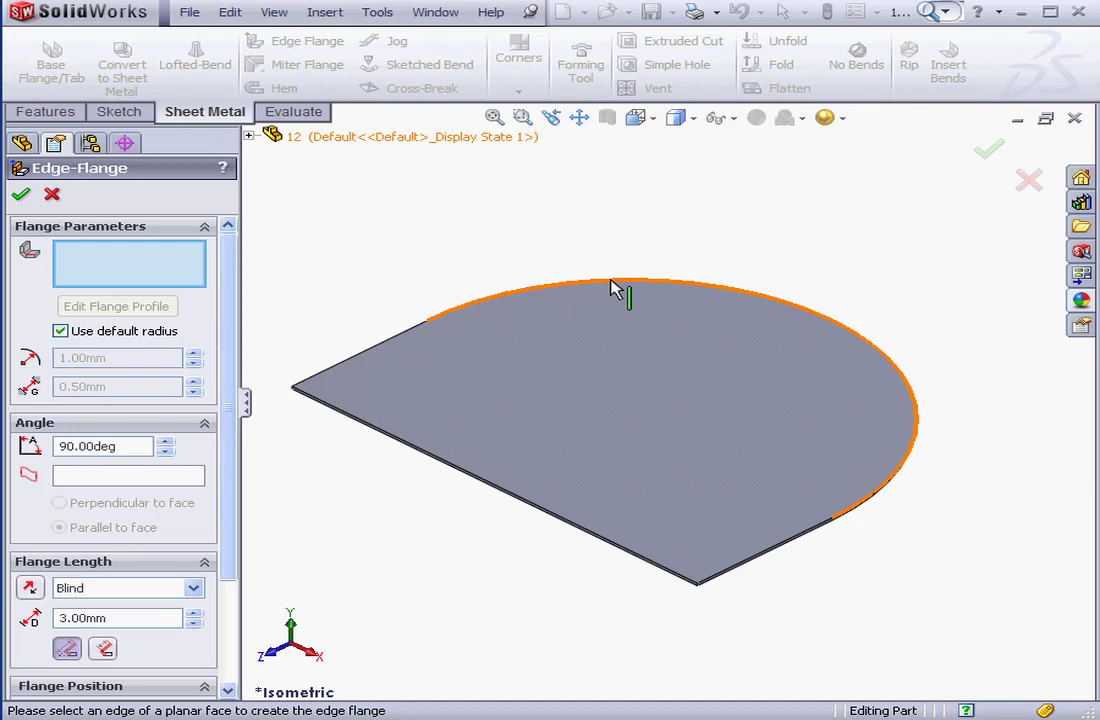 SW SolidWorks File Edit View Insert Tools Window Help 1... ?
Base Flange/Tab
Convert to Sheet Metal
Lofted-Bend
Edge Flange
Miter Flange
Hem
Jog
Sketched Bend
Cross-Break
Corners
Forming Tool
Extruded Cut
Simple Hole
Vent
Unfold
Fold
Flatten
No Bends
Rip
Insert Bends
Features Sketch Sheet Metal Evaluate
12 (Default<<Default>_Display State 1>)
Edge-Flange ?
Flange Parameters
Edit Flange Profile
Use default radius
1.00mm
G
0.50mm
Angle
A
90.00deg
Perpendicular to face
Parallel to face
Flange Length
Blind
D
3.00mm
Flange Position
Y
Z
X
*Isometric
Please select an edge of a planar face to create the edge flange
Editing Part
?